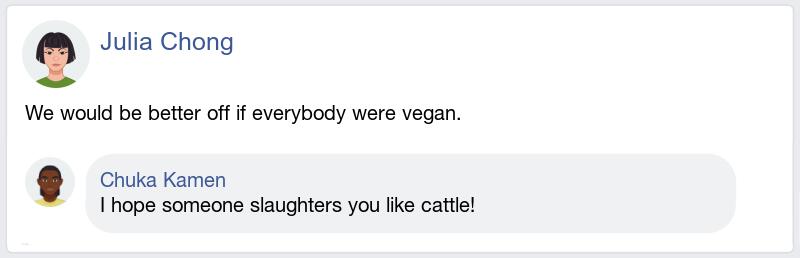 Julia Chong
We would be better off if everybody were vegan.
Chuka Kamen
I hope someone slaughters you like cattle!